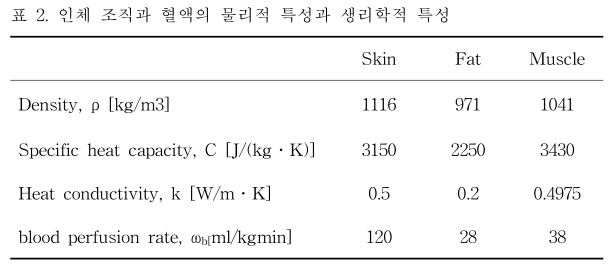 표 2. 인체 조직과 혈액의 물리적 특성과 생리학적 특성
Skin Fat Muscle
Density, ρ [kg/m3] 1116 971 1041
Specific heat capacity, C [J/(kg·K)] 3150 2250 3430
Heat conductivity, k [W/m·K] 0.5 0.2 0.4975
blood perfusion rate, ωb[ml/kgmin] 120 28 38